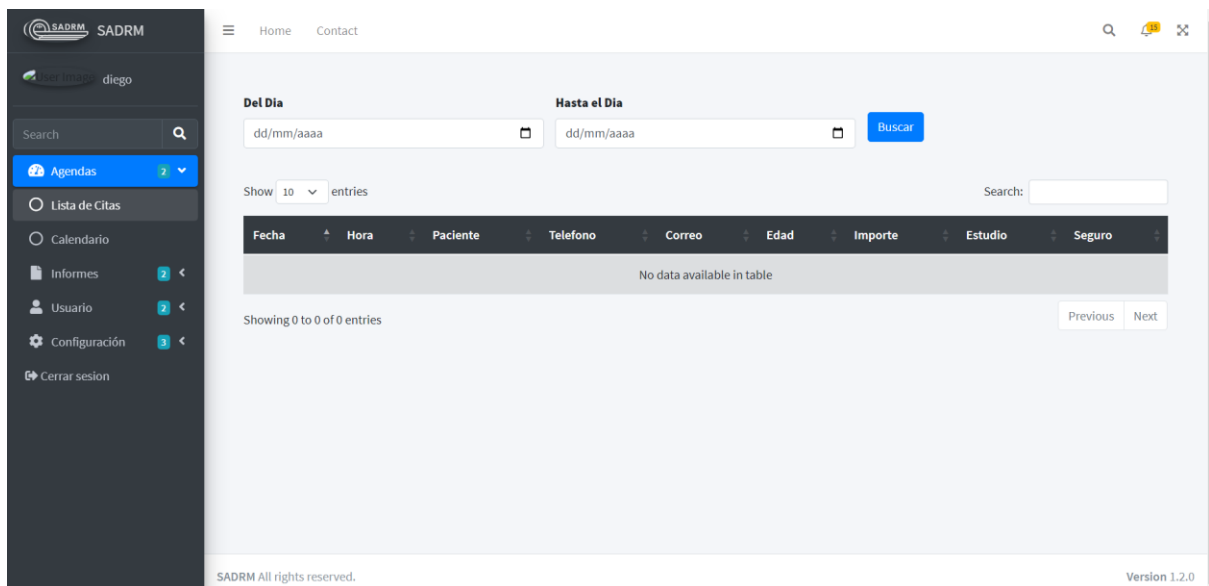 SADRM SADRM
Home Contact
15
User Image diego
Search
Agendas 2
Lista de Citas
Calendario
Informes 2
Usuario 2
Configuración 3
Cerrar sesion
Del Dia Hasta el Dia
dd/mm/aaaa dd/mm/aaaa Buscar
Show 10 entries Search:
Fecha Hora Paciente Telefono Correo Edad Importe Estudio Seguro
No data available in table
Showing 0 to 0 of 0 entries Previous Next
SADRM All rights reserved. Version 1.2.0